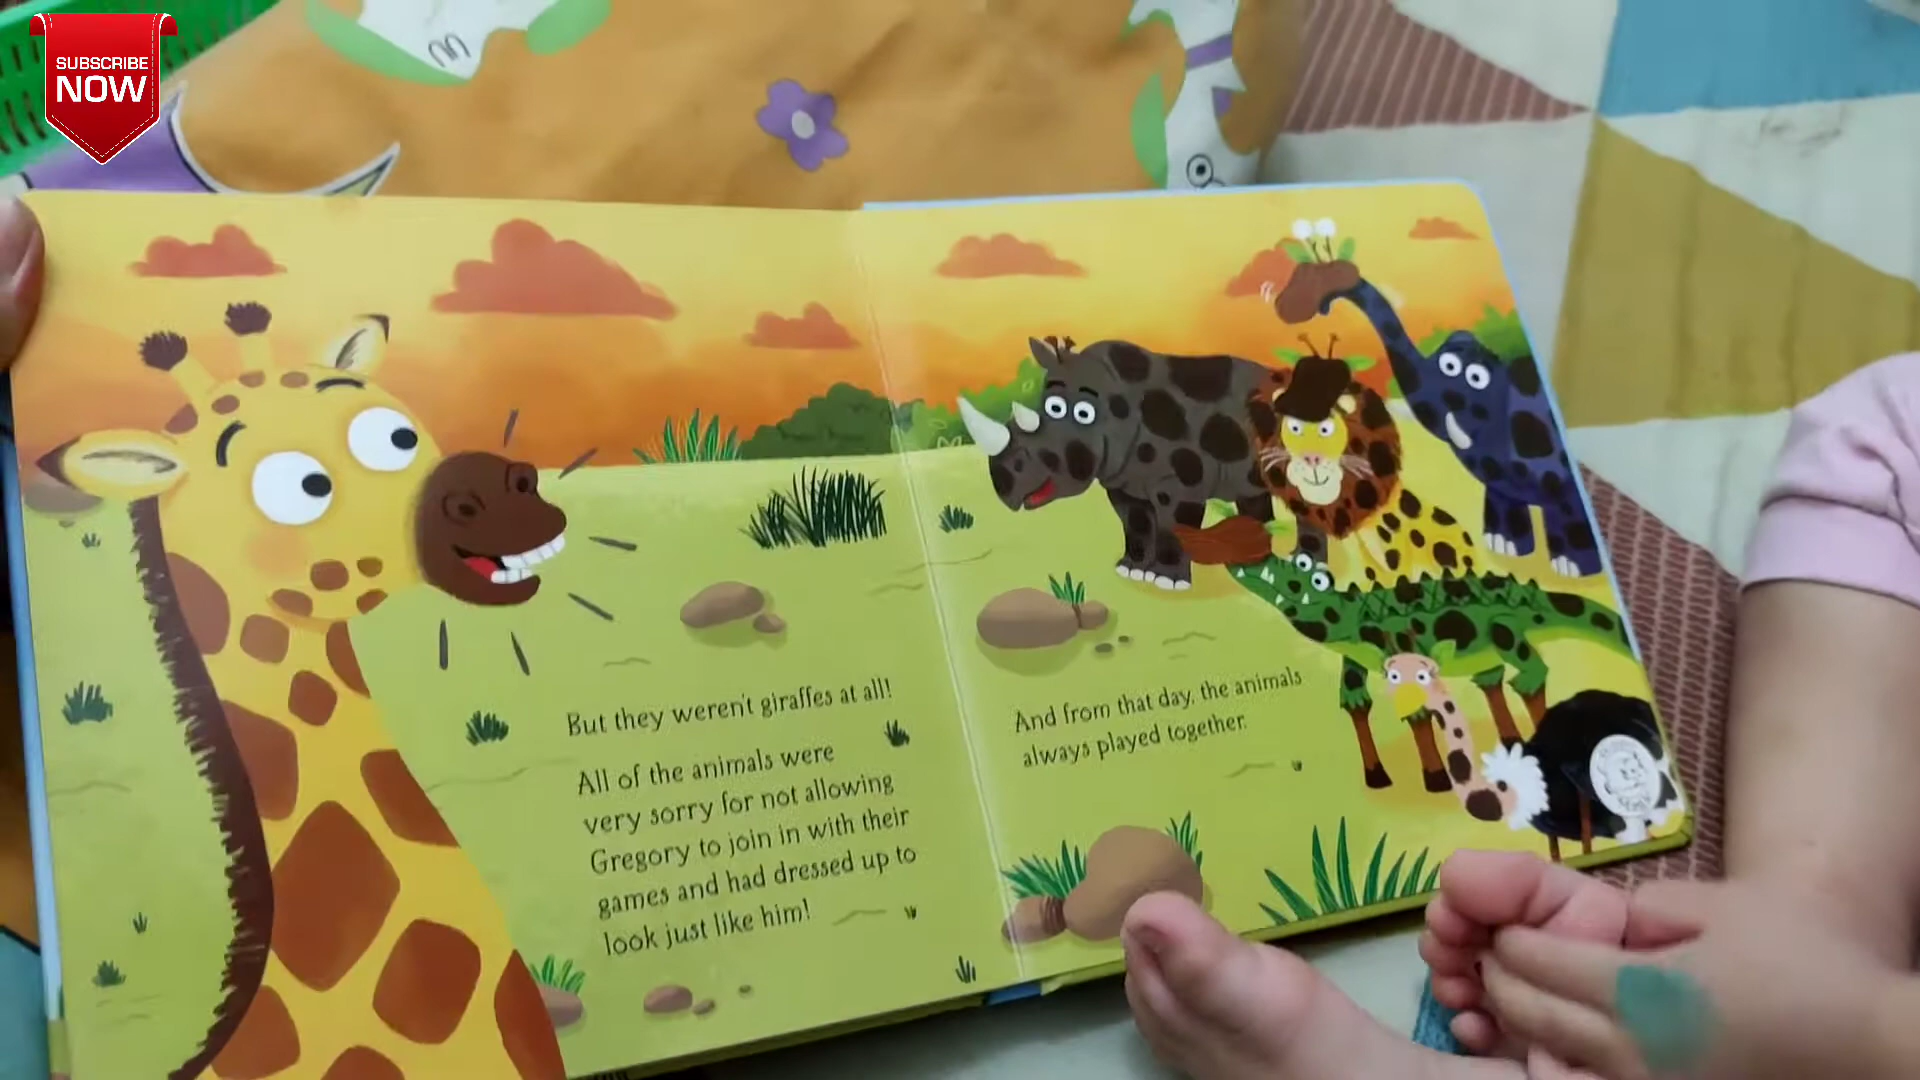 SUBSCRIBE
NOW
But they weren't giraffes at all!
All of the animals were
very sorry for not allowing
Gregory to join in with their
games and had dressed up to
look just like him!
And from that day, the animals
always played together.